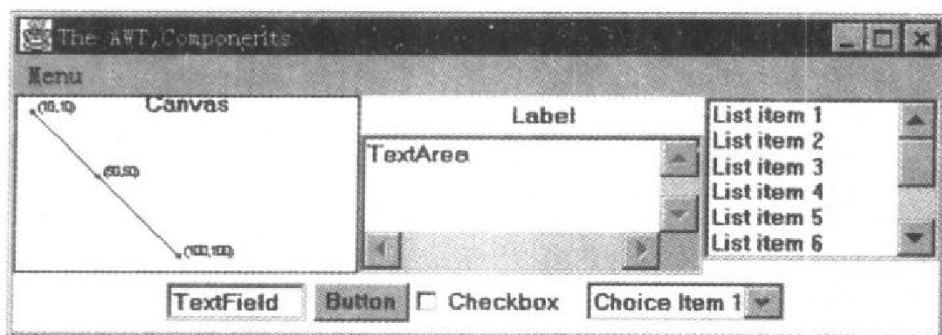 The AWT Components
Menu
Canvas
(10,10)
(50,50)
(100,100)
Label
TextArea
List item 1
List item 2
List item 3
List item 4
List item 5
List item 6
TextField
Button
Checkbox
Choice Item 1